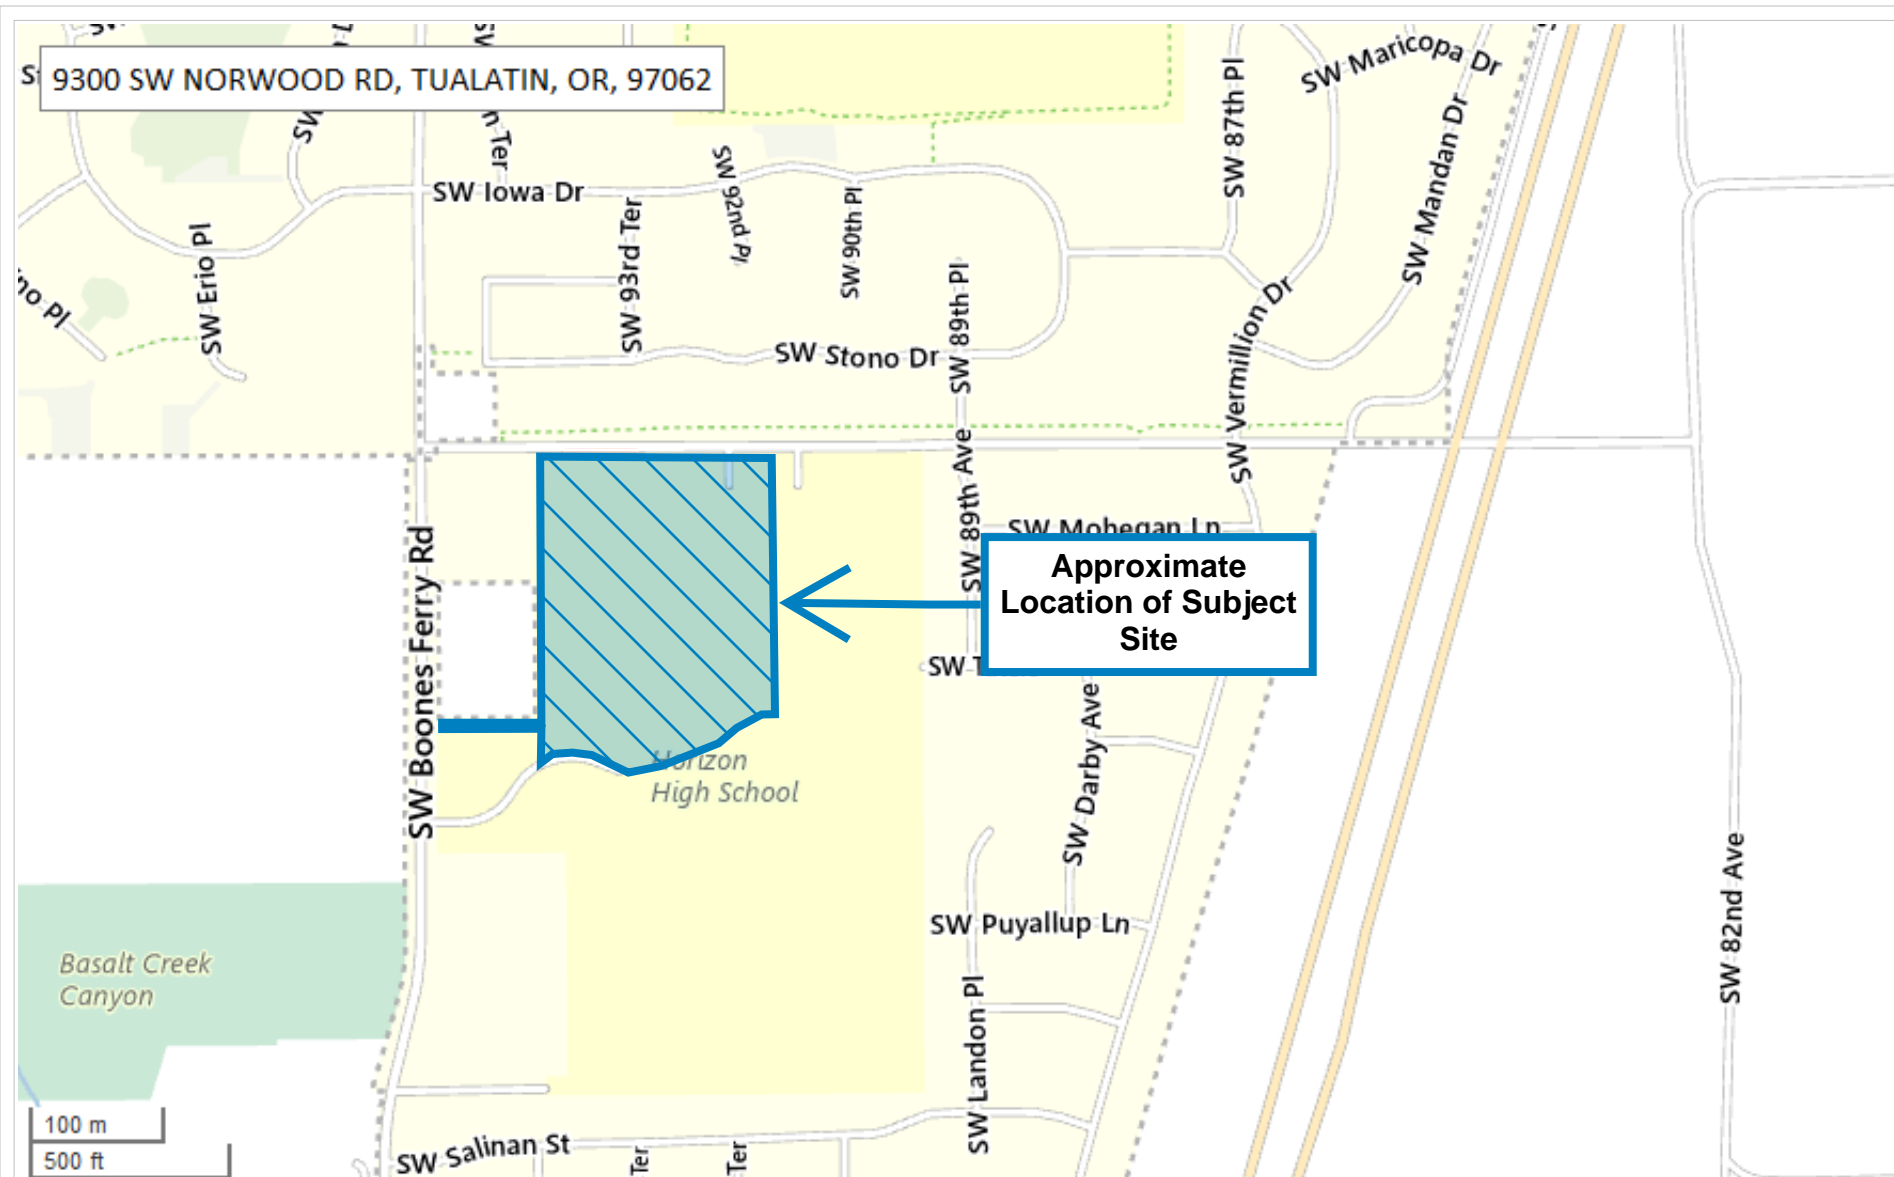 9300 SW NORWOOD RD, TUALATIN, OR, 97062
SW Maricopa Dr
SW 87th Pl
SW Mandan Dr
SW Iowa Dr
SW 92nd Pl
SW 93rd Ter
SW 90th Pl
SW Erio Pl
SW 89th Pl
SW Vermillion Dr
SW Stono Dr
SW 89th Ave
SW Mohegan Ln
Approximate
Location of Subject
Site
SW Boones Ferry Rd
SW
SW Darby Ave
Horizon
High School
SW Puyallup Ln
SW 82nd Ave
Basalt Creek
Canyon
SW Landon Pl
100 m
500 ft
SW Salinan St
Ter
Ter